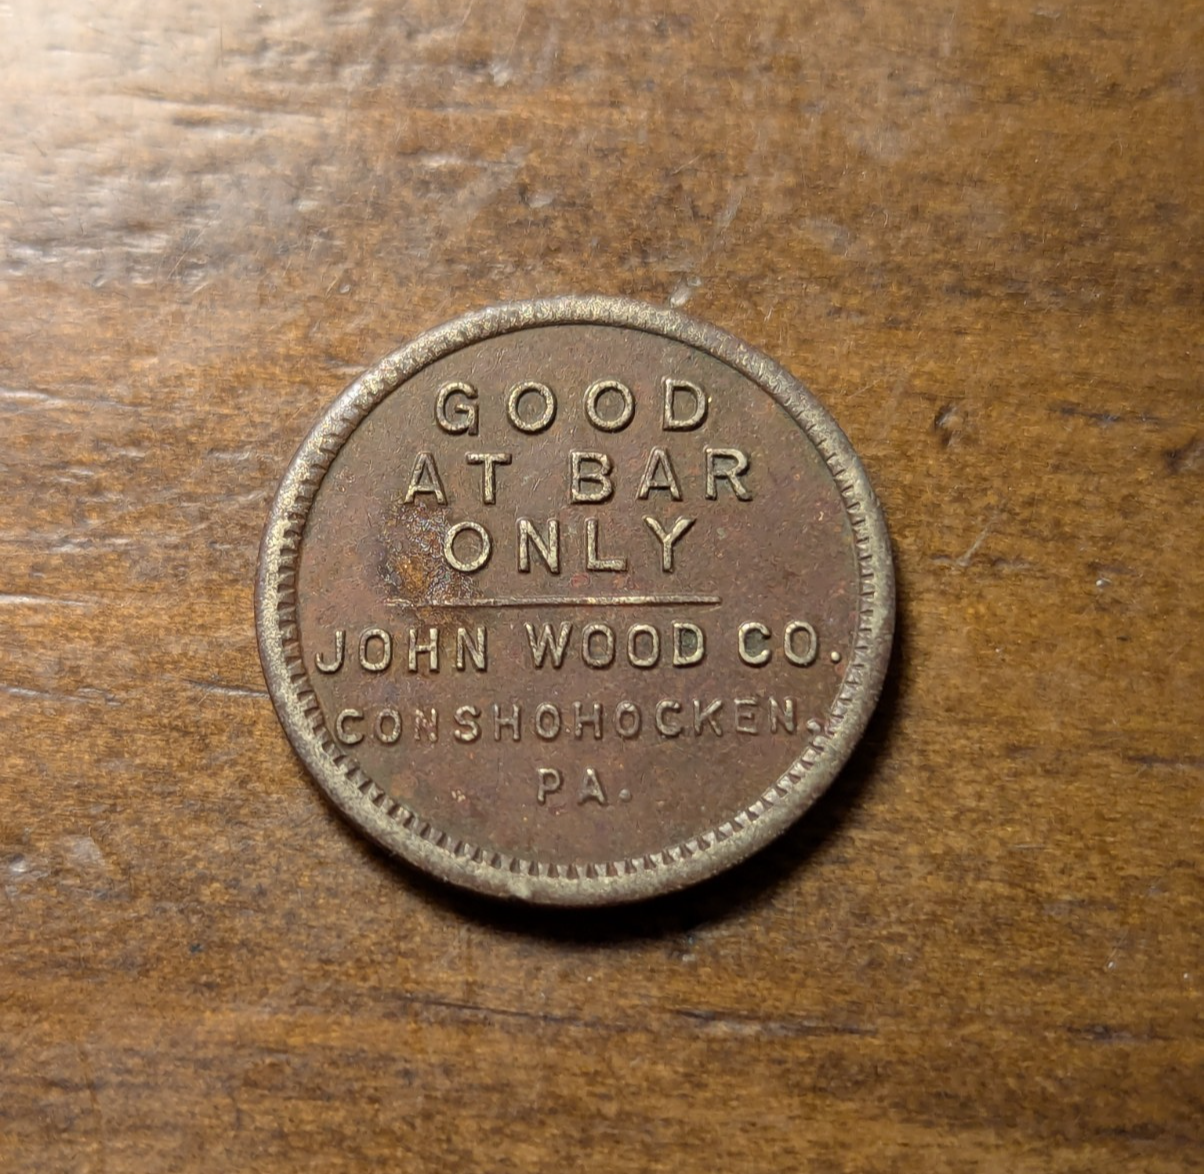 GOOD
AT BAR
ONLY
JOHN WOOD CO.
CONSHOHOCKEN,
PA.